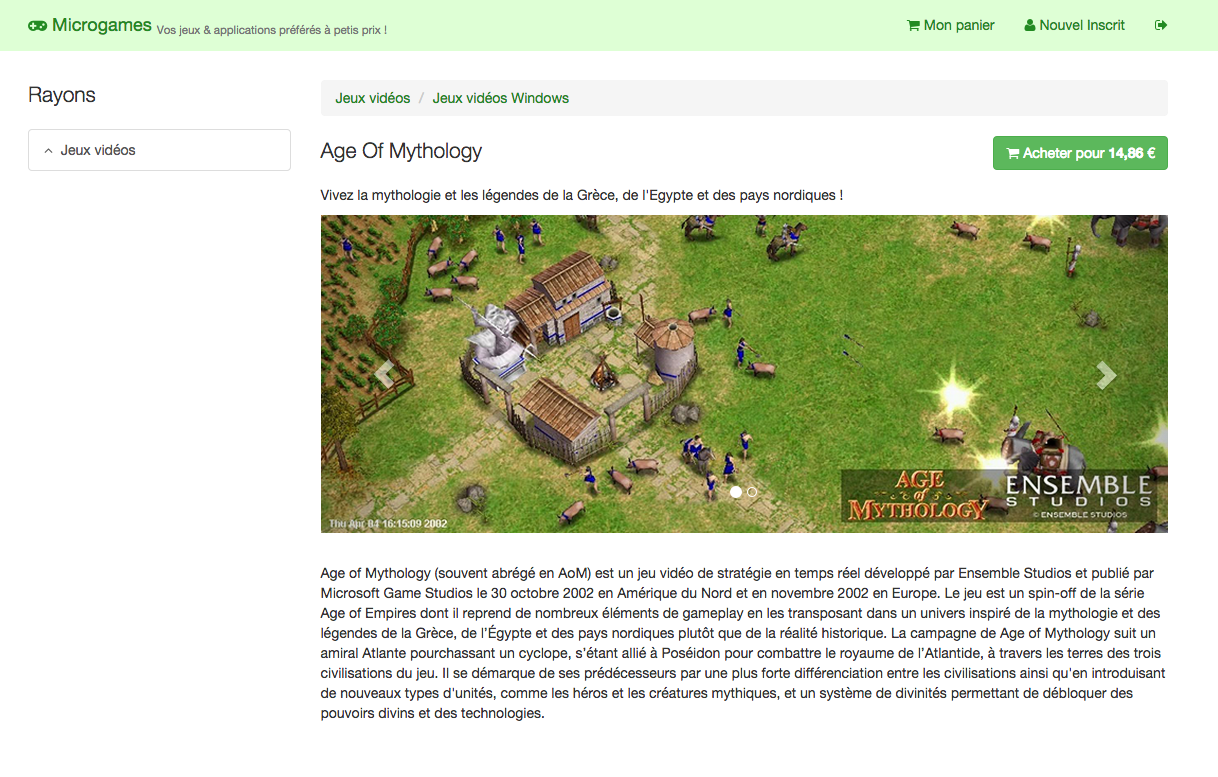 Microgames Vos jeux & applications préférés à petis prix !
Mon panier
Nouvel Inscrit
Rayons
Jeux vidéos
Jeux vidéos / Jeux vidéos Windows
Age Of Mythology
Acheter pour 14,86 €
Vivez la mythologie et les légendes de la Grèce, de l'Egypte et des pays nordiques !
AGE
of
MYTHOLOGY
ENSEMBLE
STUDIOS
© ENSEMBLE STUDIOS
Thu Apr 04 16:15:09 2002
Age of Mythology (souvent abrégé en AoM) est un jeu vidéo de stratégie en temps réel développé par Ensemble Studios et publié par
Microsoft Game Studios le 30 octobre 2002 en Amérique du Nord et en novembre 2002 en Europe. Le jeu est un spin-off de la série
Age of Empires dont il reprend de nombreux éléments de gameplay en les transposant dans un univers inspiré de la mythologie et des
légendes de la Grèce, de l'Égypte et des pays nordiques plutôt que de la réalité historique. La campagne de Age of Mythology suit un
amiral Atlante pourchassant un cyclope, s'étant allié à Poséidon pour combattre le royaume de l'Atlantide, à travers les terres des trois
civilisations du jeu. Il se démarque de ses prédécesseurs par une plus forte différenciation entre les civilisations ainsi qu'en introduisant
de nouveaux types d'unités, comme les héros et les créatures mythiques, et un système de divinités permettant de débloquer des
pouvoirs divins et des technologies.